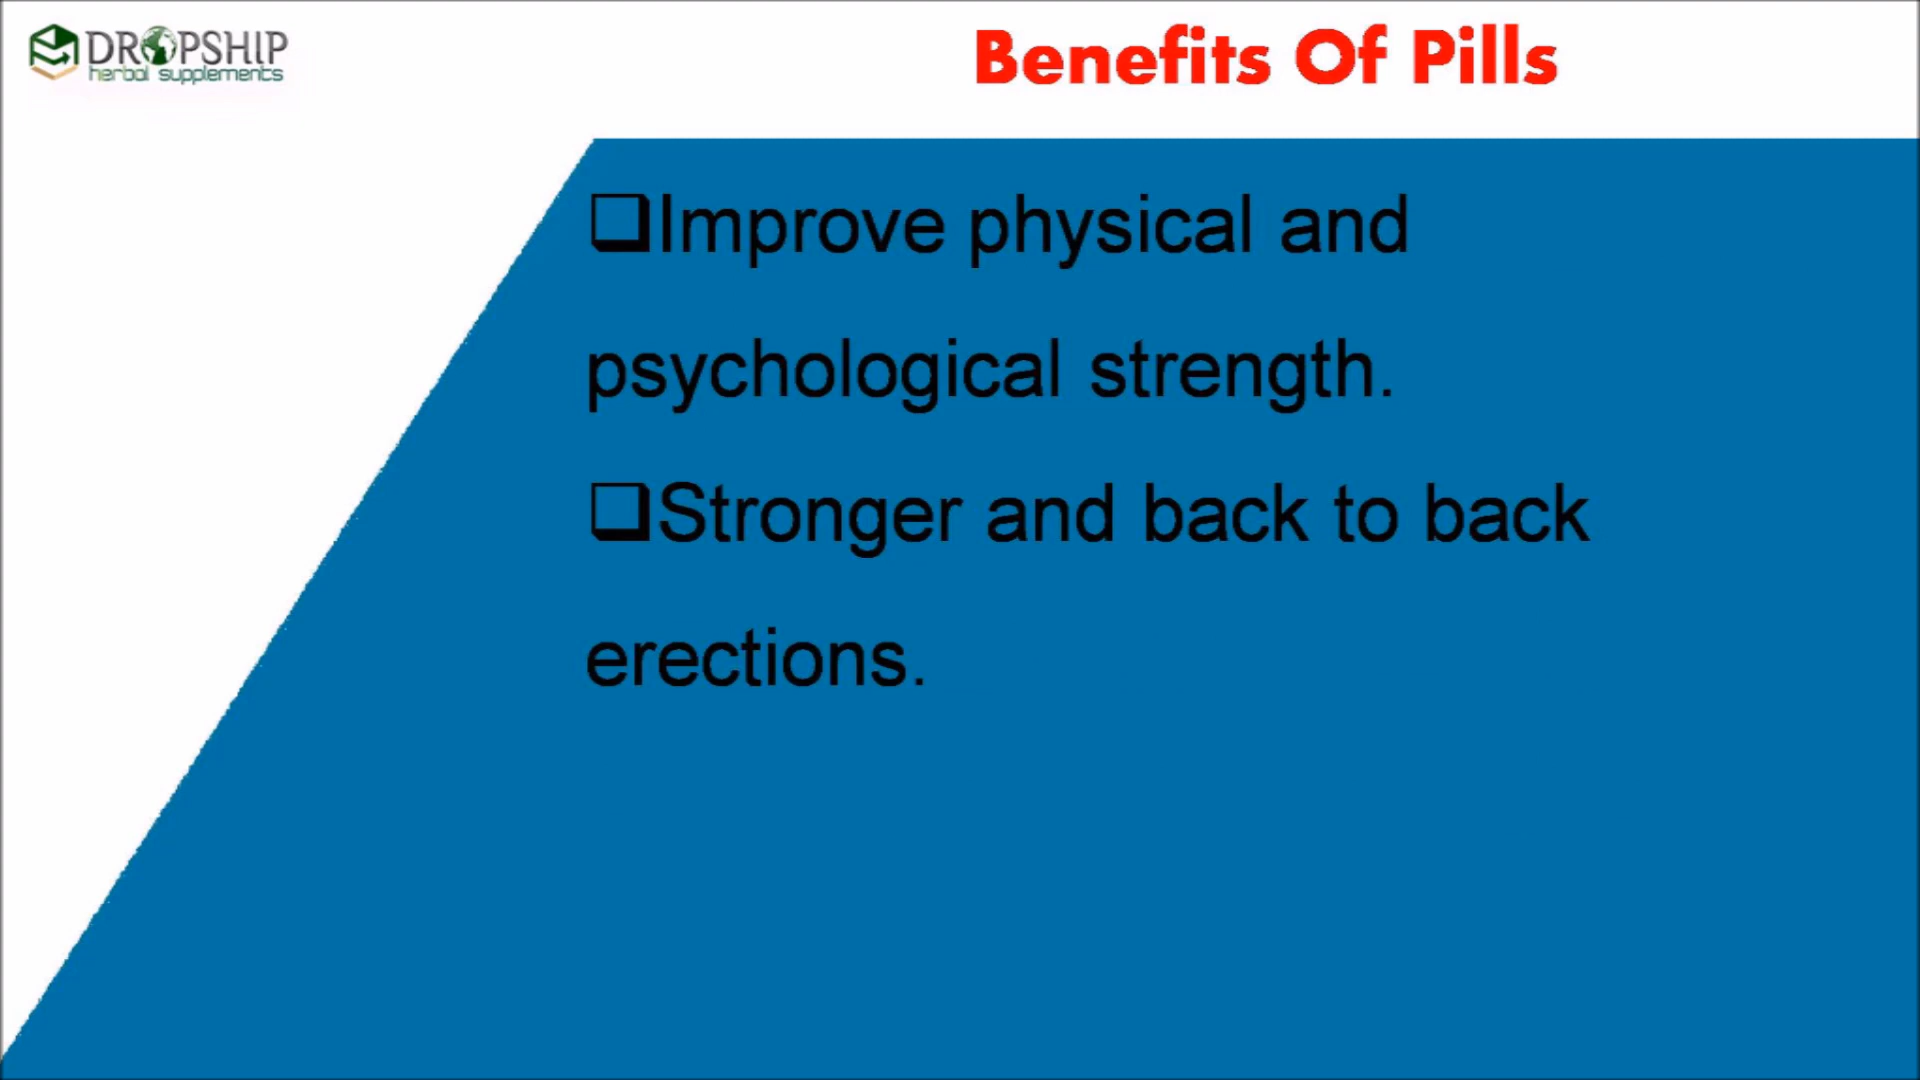 DROPSHIP
herbal supplements
Benefits Of Pills
❑Improve physical and
psychological strength.
❑Stronger and back to back
erections.